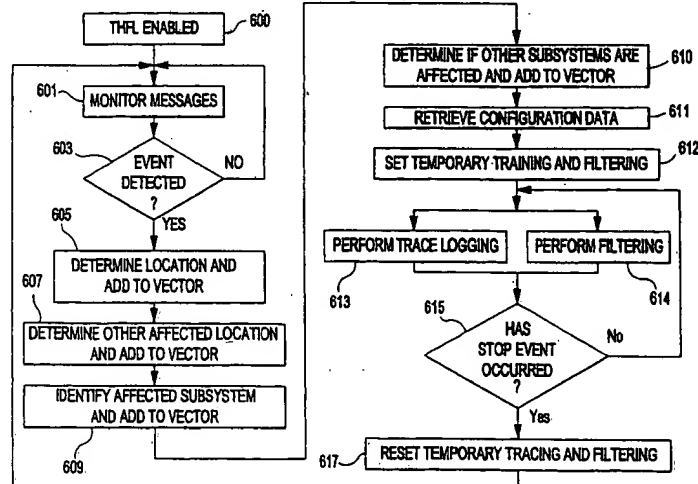 THFL ENABLED
600
601
MONITOR MESSAGES
603
EVENT
DETECTED
?
NO
YES
605
DETERMINE LOCATION AND
ADD TO VECTOR
607
DETERMINE OTHER AFFECTED LOCATION
AND ADD TO VECTOR
IDENTIFY AFFECTED SUBSYSTEM
AND ADD TO VECTOR
609
DETERMINE IF OTHER SUBSYSTEMS ARE
AFFECTED AND ADD TO VECTOR
610
RETRIEVE CONFIGURATION DATA
611
SET TEMPORARY TRAINING AND FILTERING
612
PERFORM TRACE LOGGING
613
PERFORM FILTERING
614
615
HAS
STOP EVENT
OCCURRED
?
No
Yes
617
RESET TEMPORARY TRACING AND FILTERING